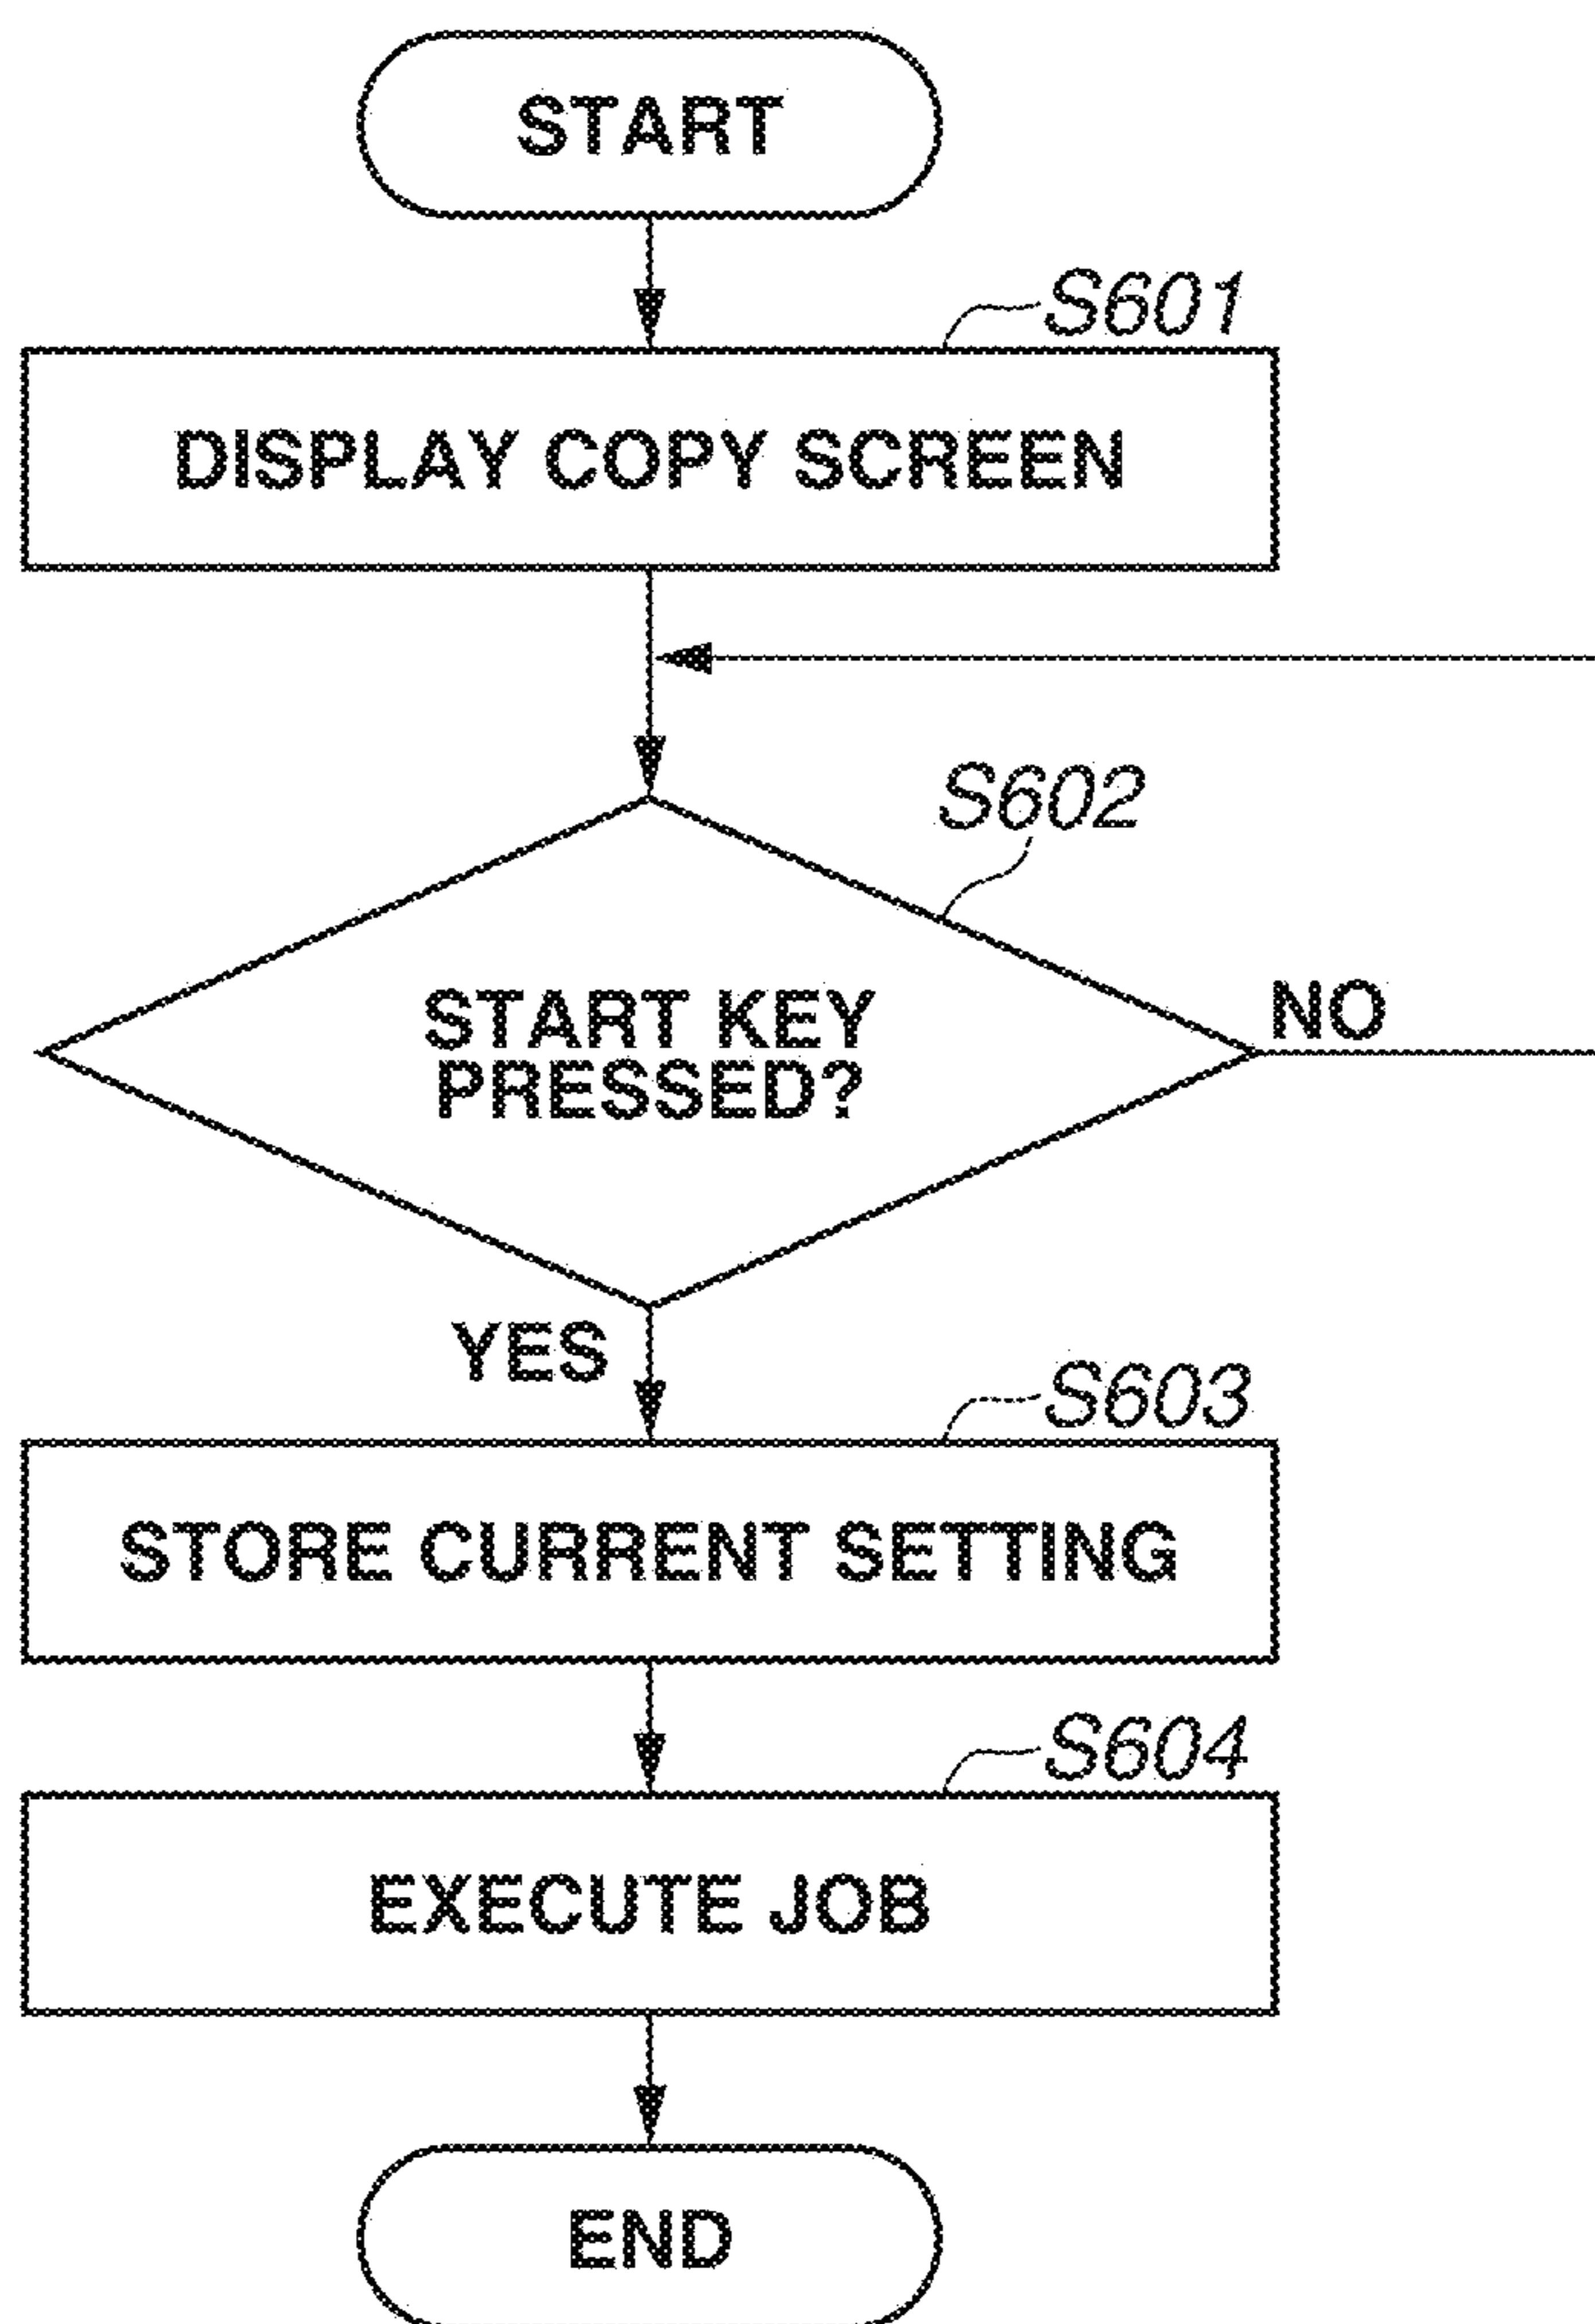 START
S601
DISPLAY COPY SCREEN
S602
START KEY
PRESSED?
NO
YES
S603
STORE CURRENT SETTING
S604
EXECUTE JOB
END